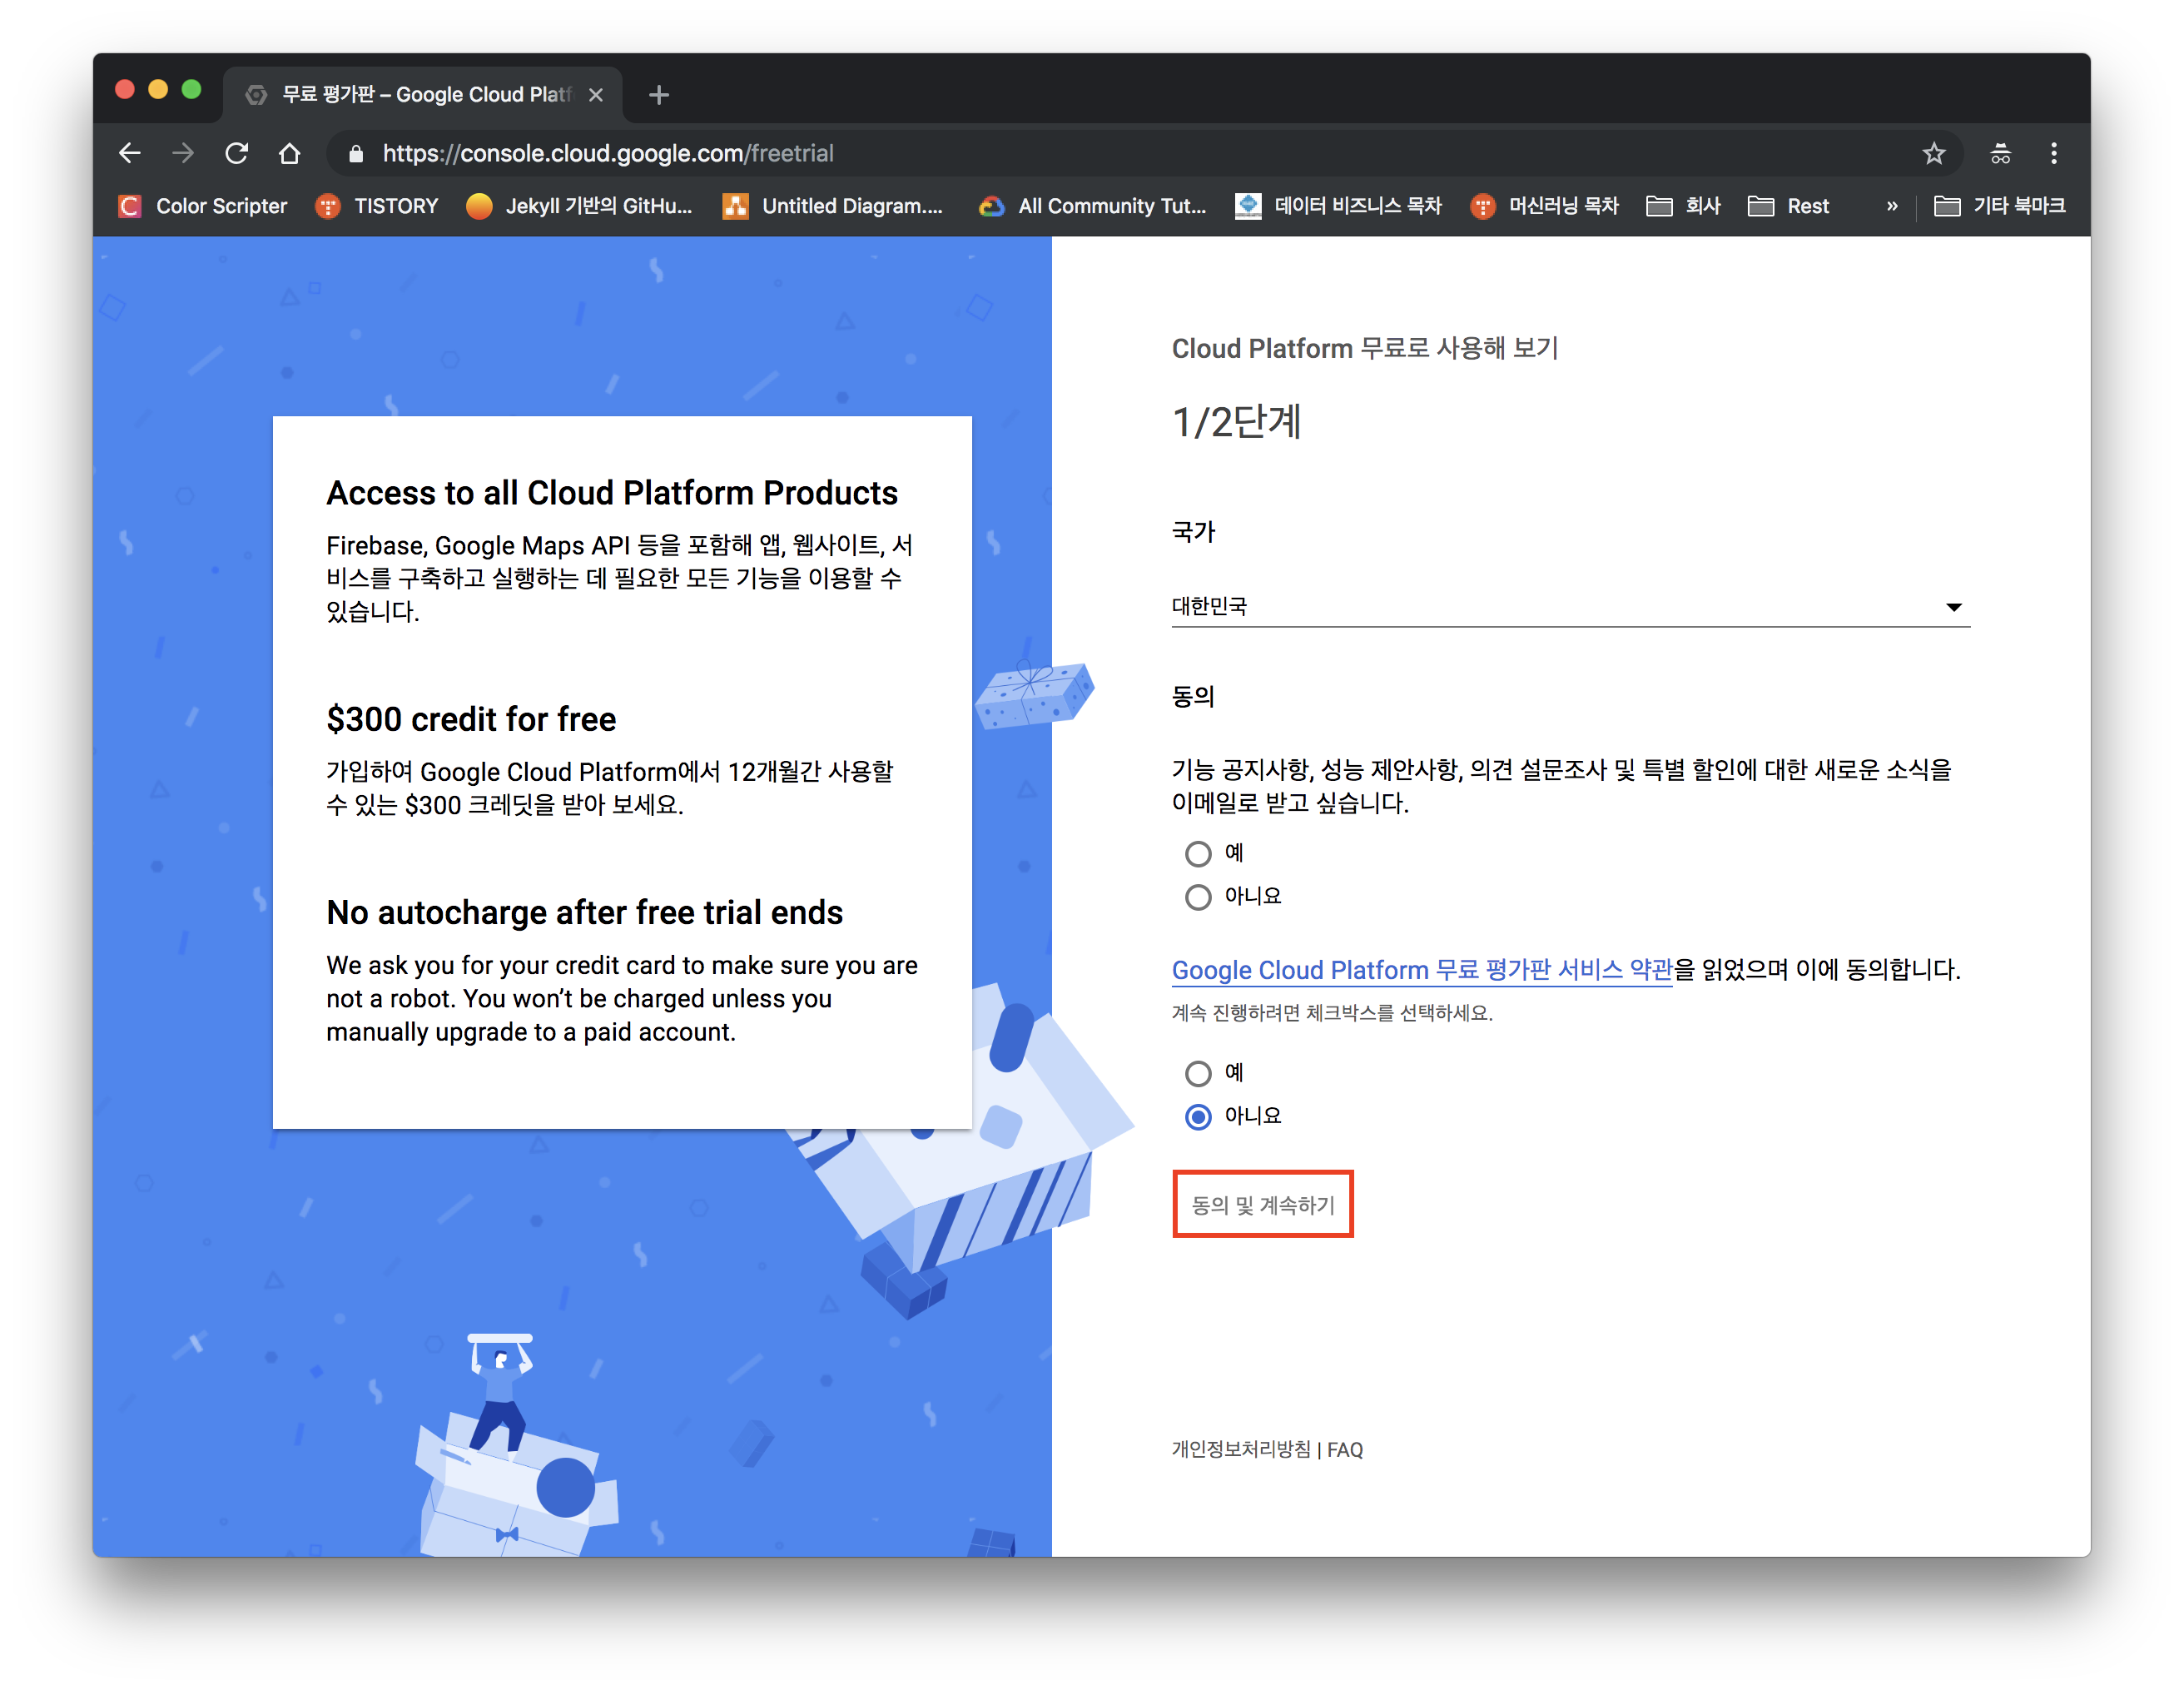 무료 평가판 – Google Cloud Platf
https://console.cloud.google.com/freetrial
Color Scripter
TISTORY
Jekyll 기반의 GitHu...
Untitled Diagram....
All Community Tut...
데이터 비즈니스 목차
머신러닝 목차
회사
Rest
»
기타 북마크
Access to all Cloud Platform Products
Firebase, Google Maps API 등을 포함해 앱, 웹사이트, 서
비스를 구축하고 실행하는 데 필요한 모든 기능을 이용할 수
있습니다.
$300 credit for free
가입하여 Google Cloud Platform에서 12개월간 사용할
수 있는 $300 크레딧을 받아 보세요.
No autocharge after free trial ends
We ask you for your credit card to make sure you are
not a robot. You won’t be charged unless you
manually upgrade to a paid account.
Cloud Platform 무료로 사용해 보기
1/2단계
국가
대한민국
동의
기능 공지사항, 성능 제안사항, 의견 설문조사 및 특별 할인에 대한 새로운 소식을
이메일로 받고 싶습니다.
예
아니요
Google Cloud Platform 무료 평가판 서비스 약관을 읽었으며 이에 동의합니다.
계속 진행하려면 체크박스를 선택하세요.
예
아니요
동의 및 계속하기
개인정보처리방침 | FAQ